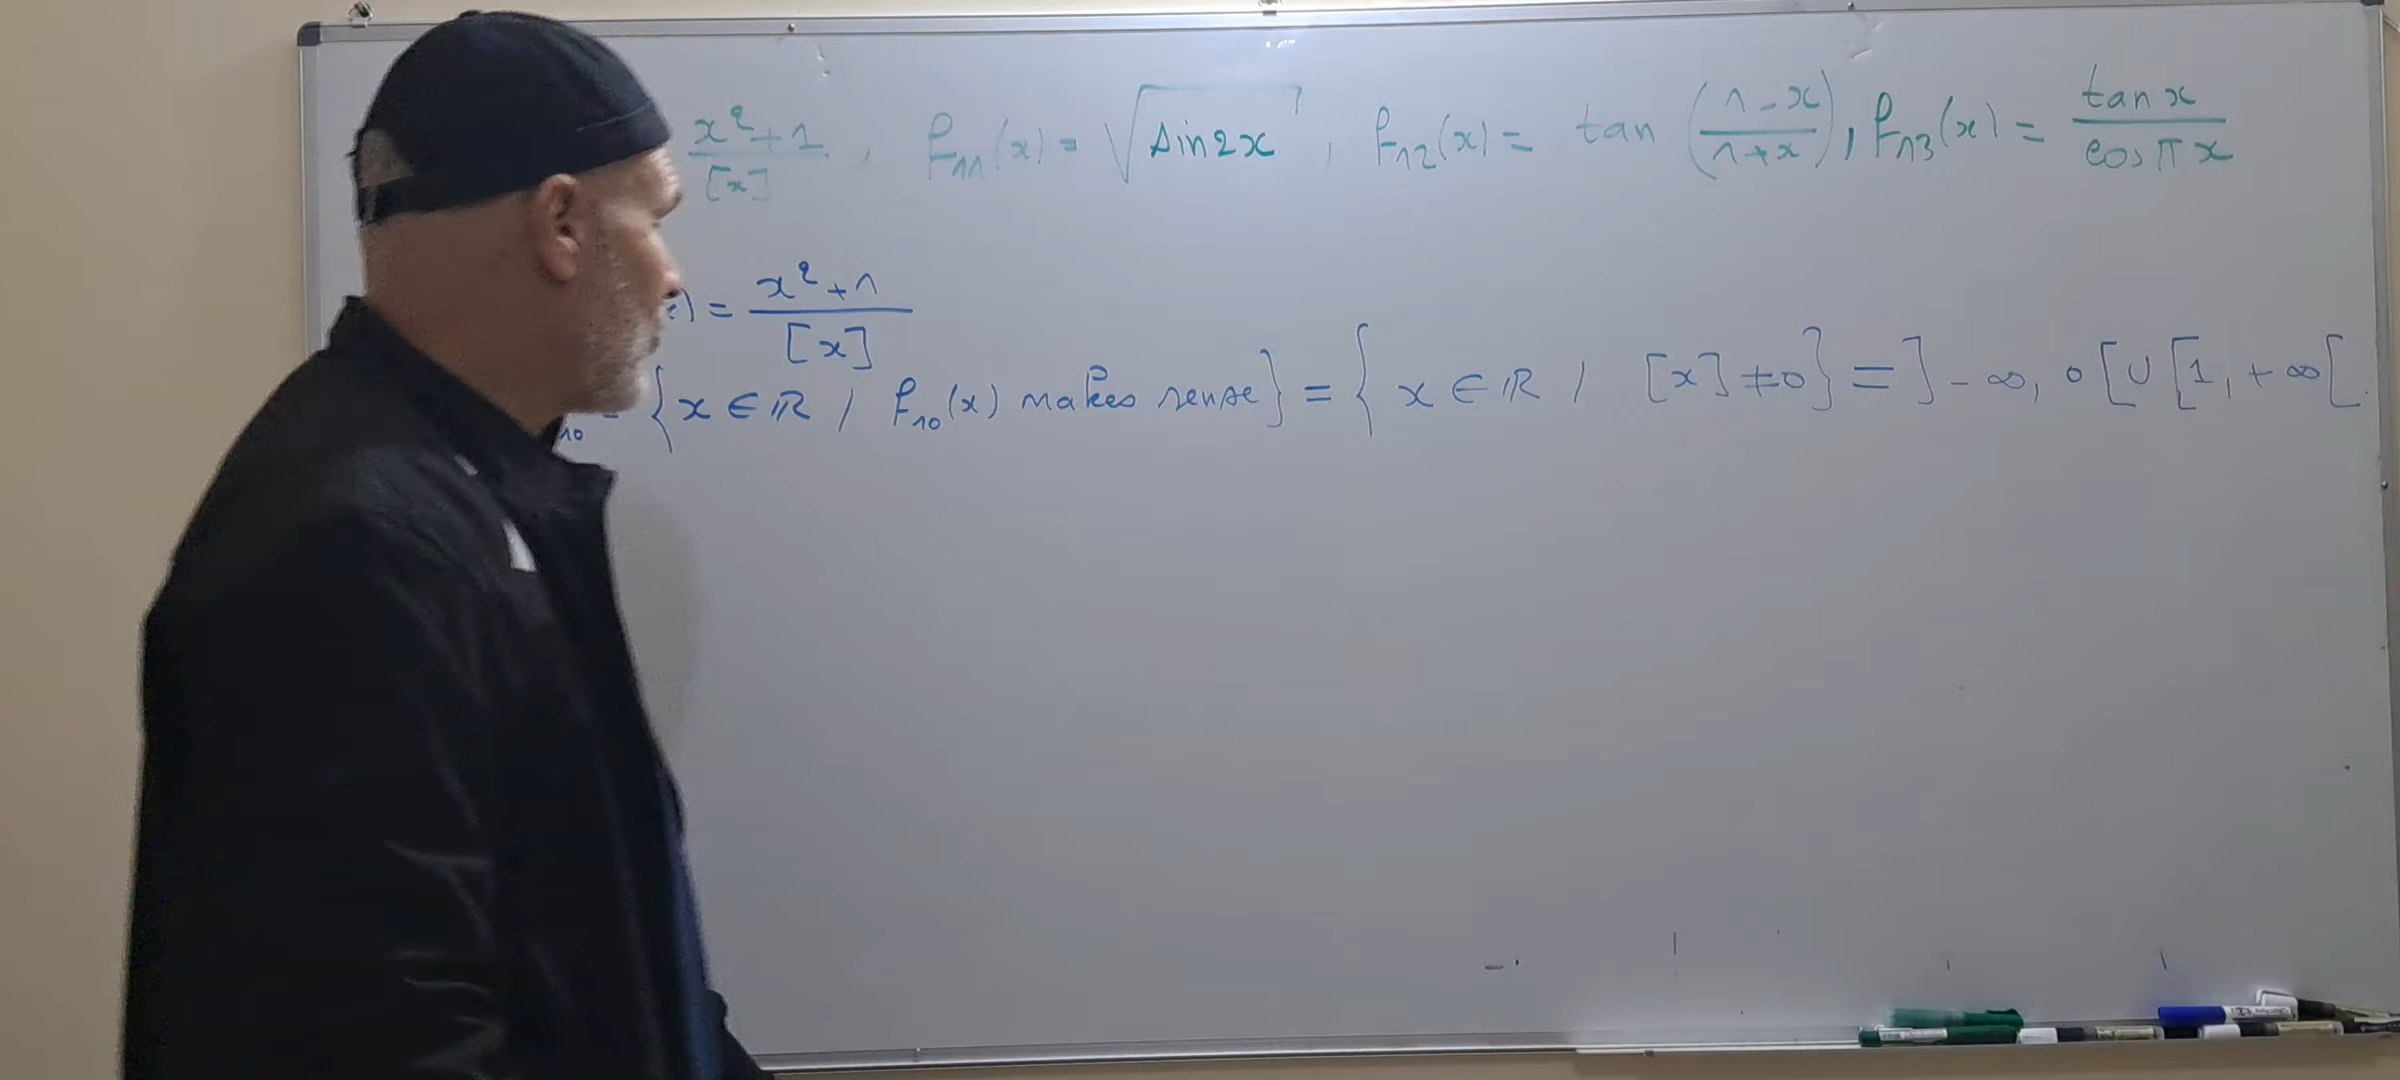 x²+1/[x] , f₁₁(x) = √sin2x , f₁₂(x) = tan (1-x/1+x) , f₁₃(x) = tan x/cos π x
) = x²+1/[x]
₁₀ = {x ∈ ℝ / f₁₀(x) makes sense} = { x ∈ ℝ / [x] ≠ 0} = ]-∞, 0[ ∪ [1, +∞[.